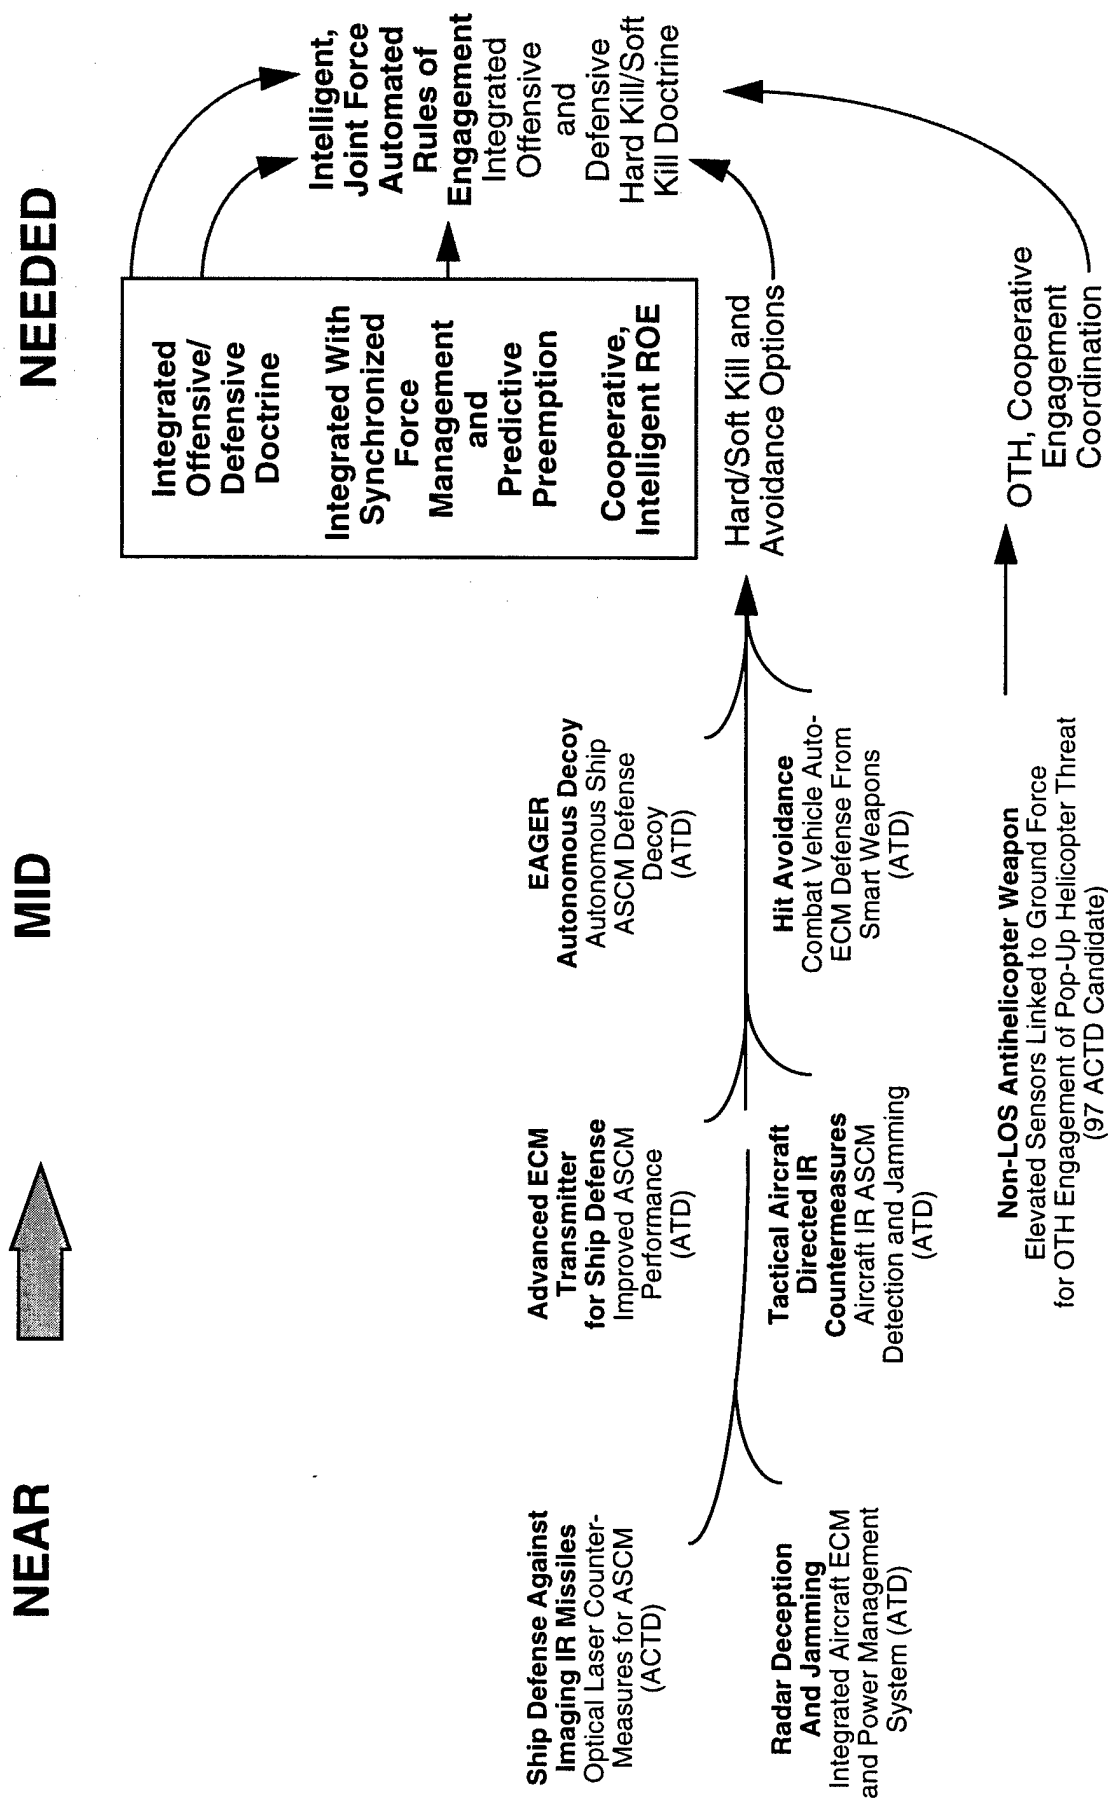 NEAR
MID
NEEDED
Ship Defense Against
Imaging IR Missiles
Optical Laser Counter-
Measures for ASCM
(ACTD)
Radar Deception
And Jamming
Integrated Aircraft ECM
and Power Management
System (ATD)
Advanced ECM
Transmitter
for Ship Defense
Improved ASCM
Performance
(ATD)
Tactical Aircraft
Directed IR
Countermeasures
Aircraft IR ASCM
Detection and Jamming
(ATD)
EAGER
Autonomous Decoy
Autonomous Ship
ASCM Defense
Decoy
(ATD)
Hit Avoidance
Combat Vehicle Auto-
ECM Defense From
Smart Weapons
(ATD)
Non-LOS Antihelicopter Weapon
Elevated Sensors Linked to Ground Force
for OTH Engagement of Pop-Up Helicopter Threat
(97 ACTD Candidate)
Integrated
Offensive/
Defensive
Doctrine
Integrated With
Synchronized
Force
Management
and
Predictive
Preemption
Cooperative,
Intelligent ROE
Hard/Soft Kill and
Avoidance Options
OTH, Cooperative
Engagement
Coordination
Intelligent,
Joint Force
Automated
Rules of
Engagement
Integrated
Offensive
and
Defensive
Hard Kill/Soft
Kill Doctrine